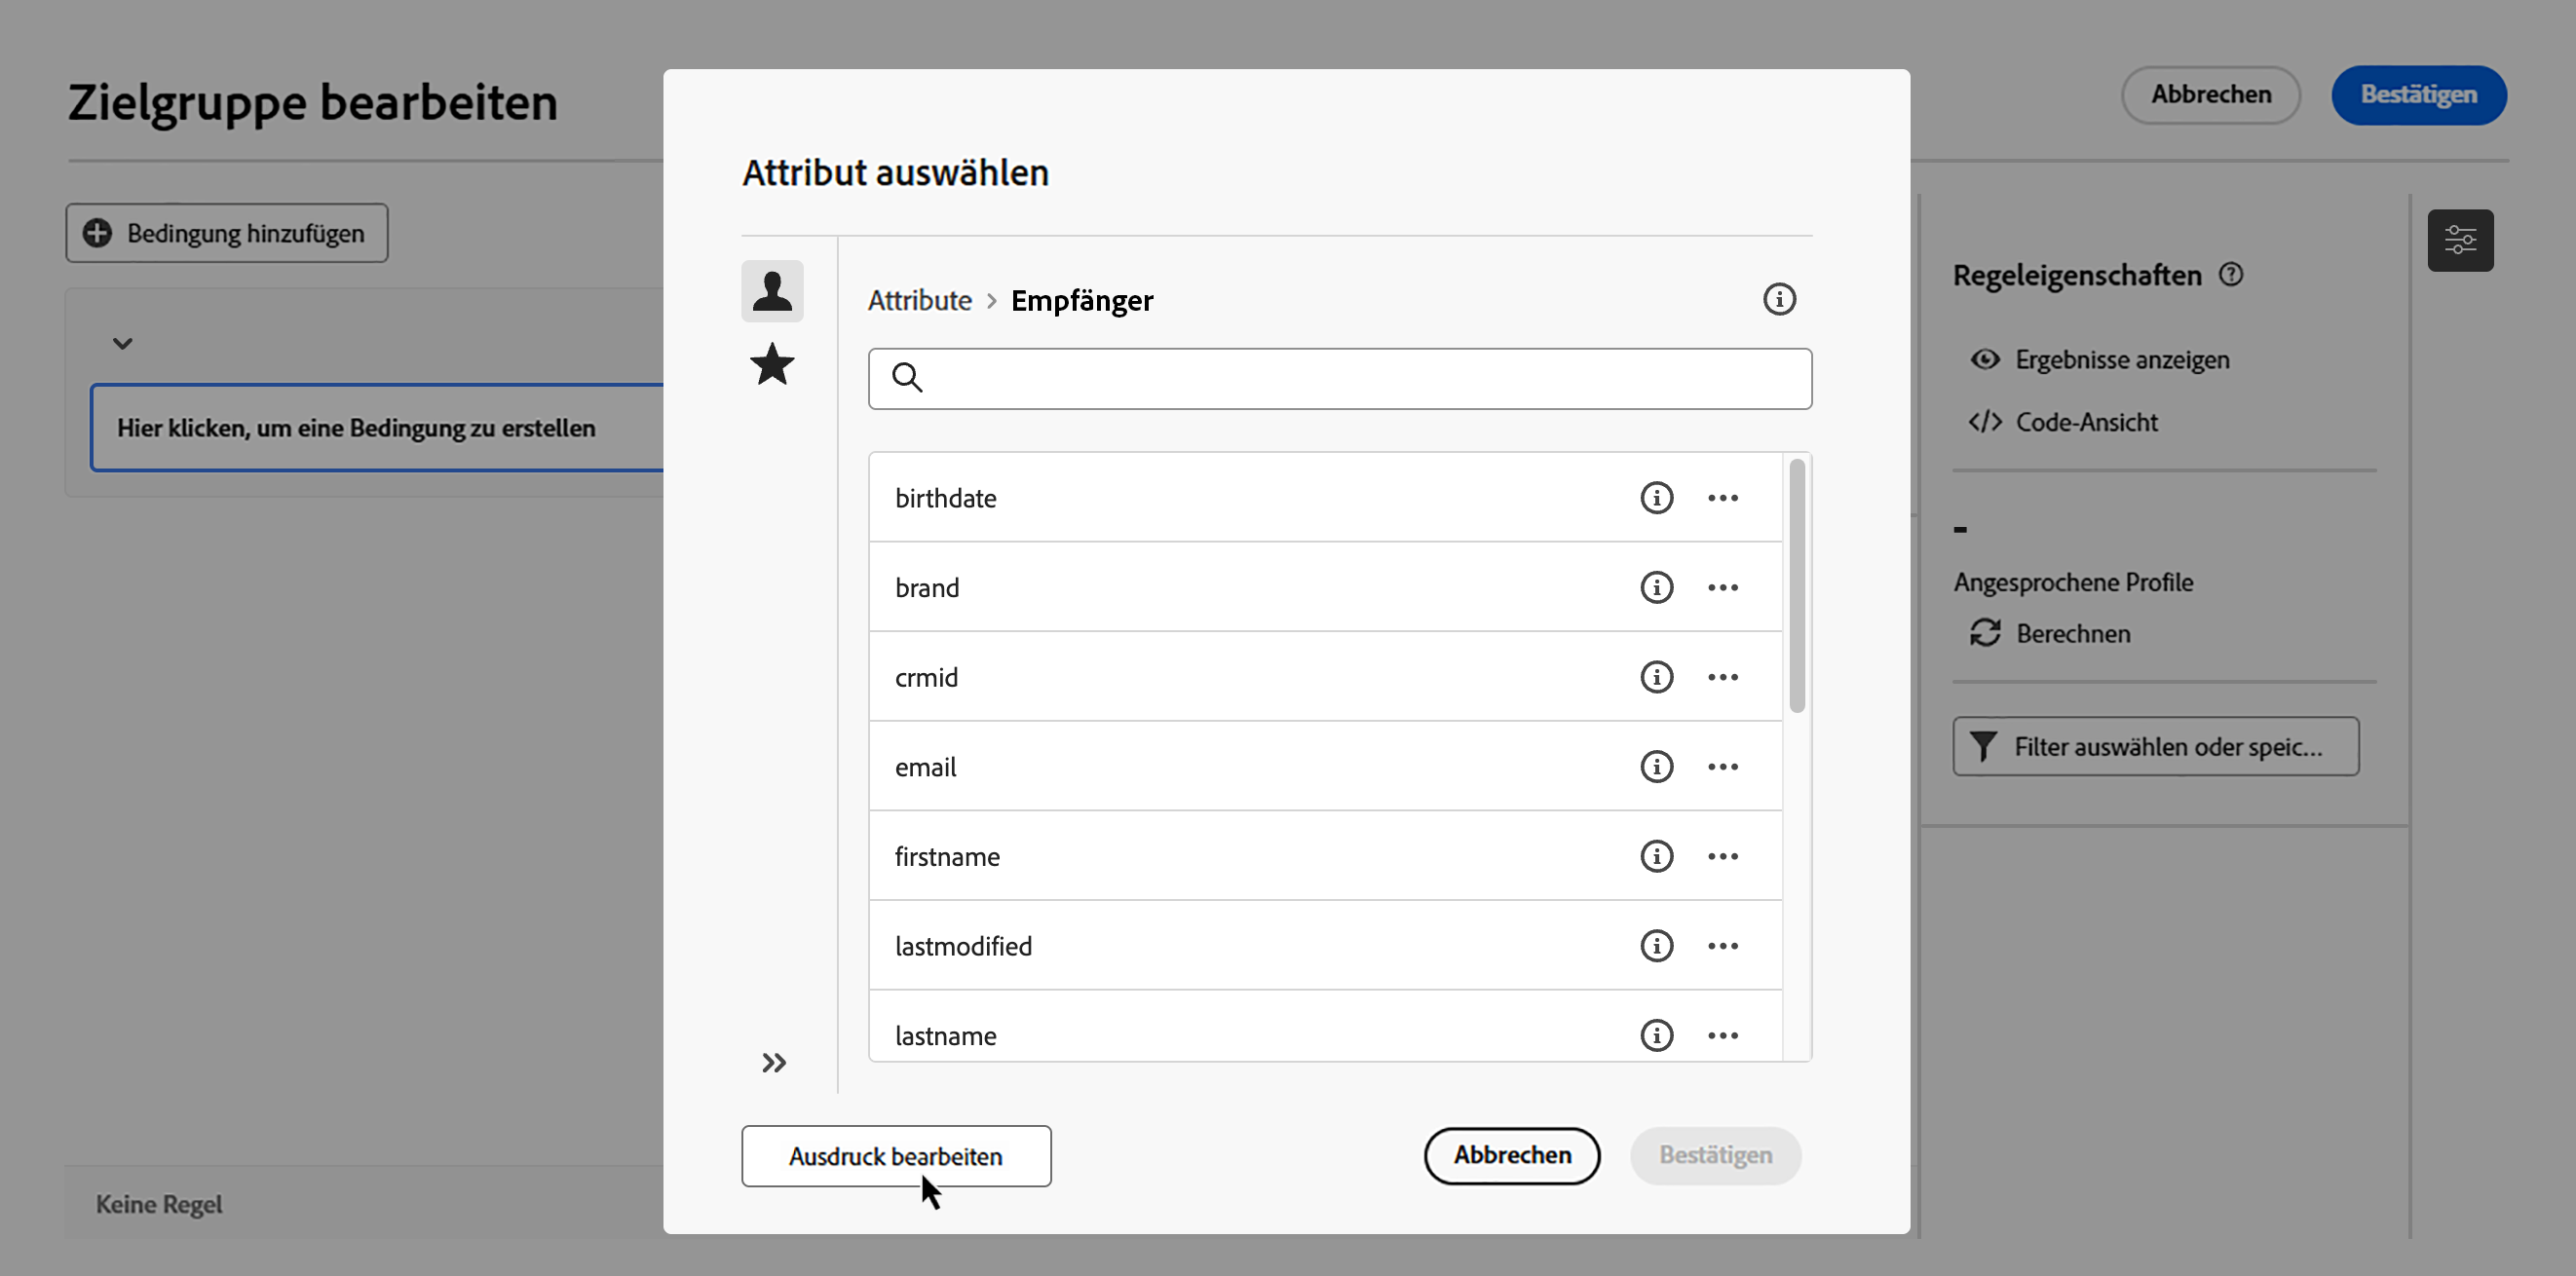 Zielgruppe bearbeiten
Abbrechen
Bestätigen
Bedingung hinzufügen
Hier klicken, um eine Bedingung zu erstellen
Keine Regel
Attribut auswählen
Attribute > Empfänger
birthdate
brand
crmid
email
firstname
lastmodified
lastname
Ausdruck bearbeiten
Abbrechen
Bestätigen
Regeleigenschaften
Ergebnisse anzeigen
Code-Ansicht
-
Angesprochene Profile
Berechnen
Filter auswählen oder speic...